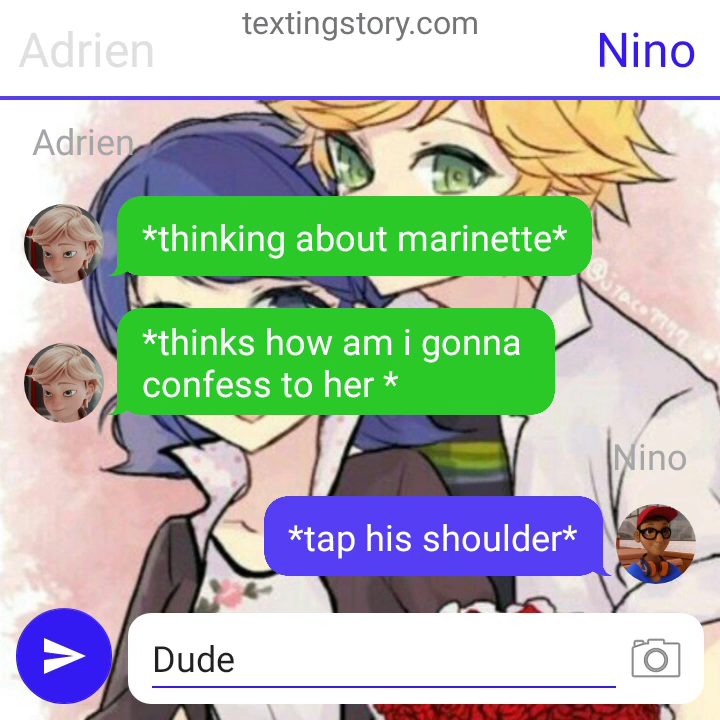 textingstory.com
Adrien
Nino
Adrien
*thinking about marinette*
*thinks how am i gonna
confess to her *
Nino
*tap his shoulder*
Dude